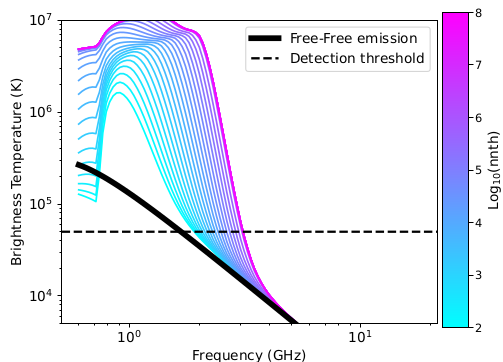 10⁷
10⁶
10⁵
10⁴
Brightness Temperature (K)
Free-Free emission
Detection threshold
10⁰
10¹
Frequency (GHz)
8
7
6
5
4
3
2
Log₁₀(nnth)